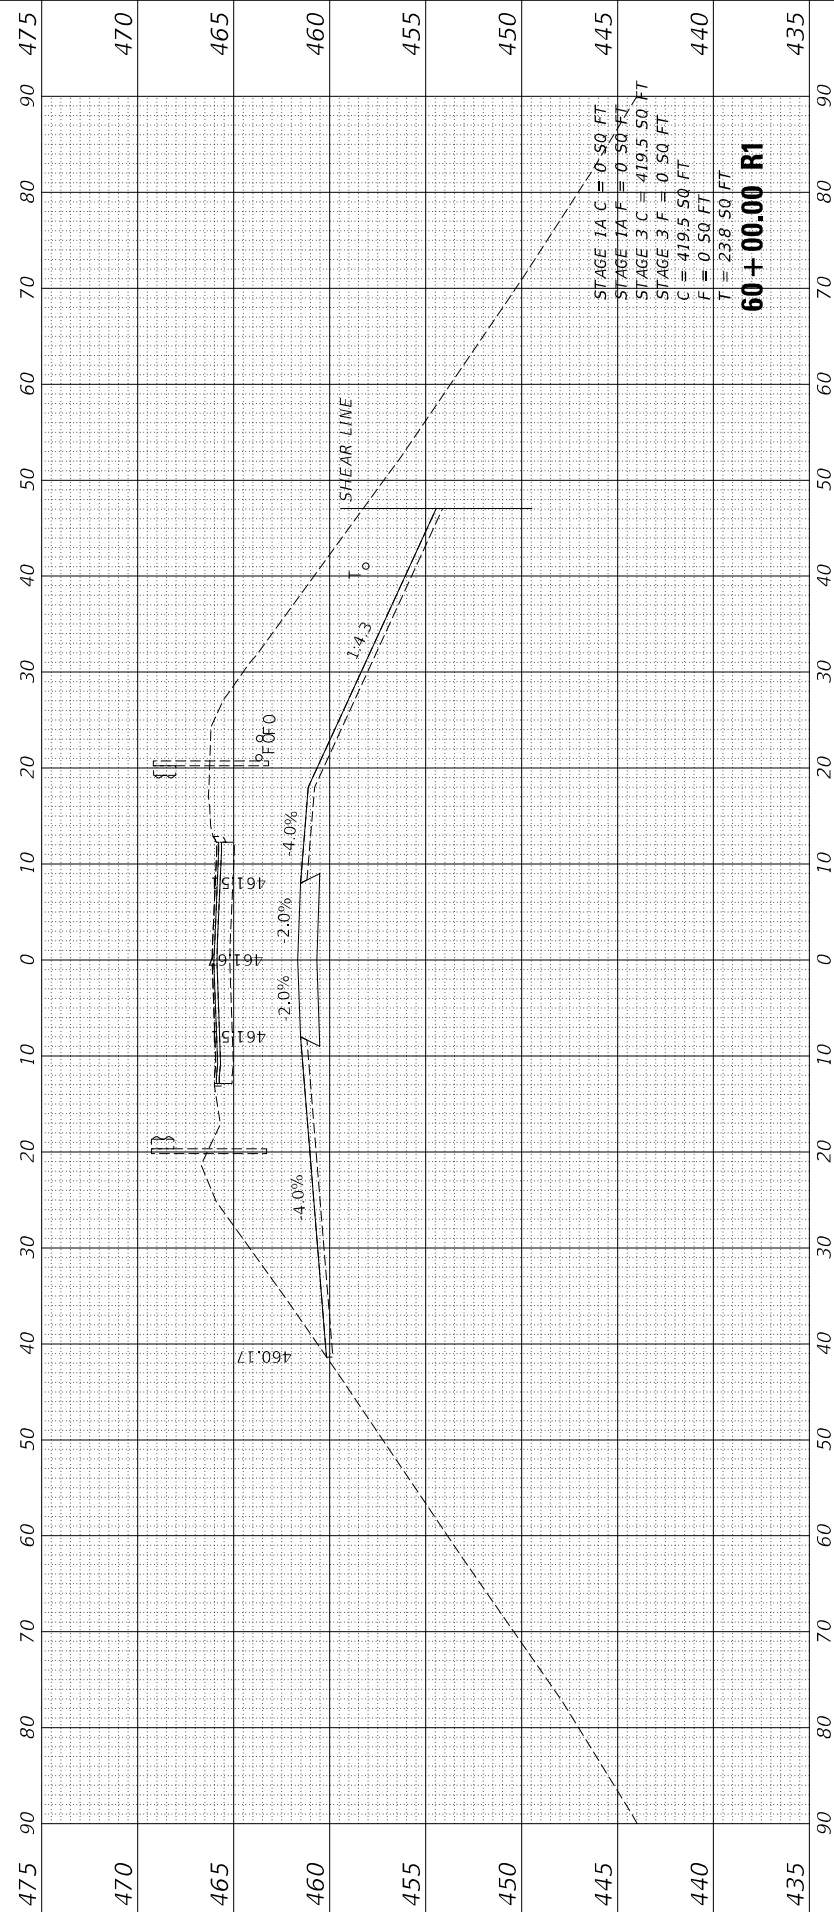 475 470 465 460 455 450 445 440 435
90 80 70 60 50 40 30 20 10 0 10 20 30 40 50 60 70 80 90
460.17
-4.0%
461.51
-2.0%
461.67
-2.0%
461.51
-4.0%
FO
FO
1:4.3
T
SHEAR LINE
STAGE 1A C = 0 SQ FT
STAGE 1A F = 0 SQ FT
STAGE 3 C = 419.5 SQ FT
STAGE 3 F = 0 SQ FT
C = 419.5 SQ FT
F = 0 SQ FT
T = 23.8 SQ FT
60+00.00 R1
90 80 70 60 50 40 30 20 10 0 10 20 30 40 50 60 70 80 90
475 470 465 460 455 450 445 440 435